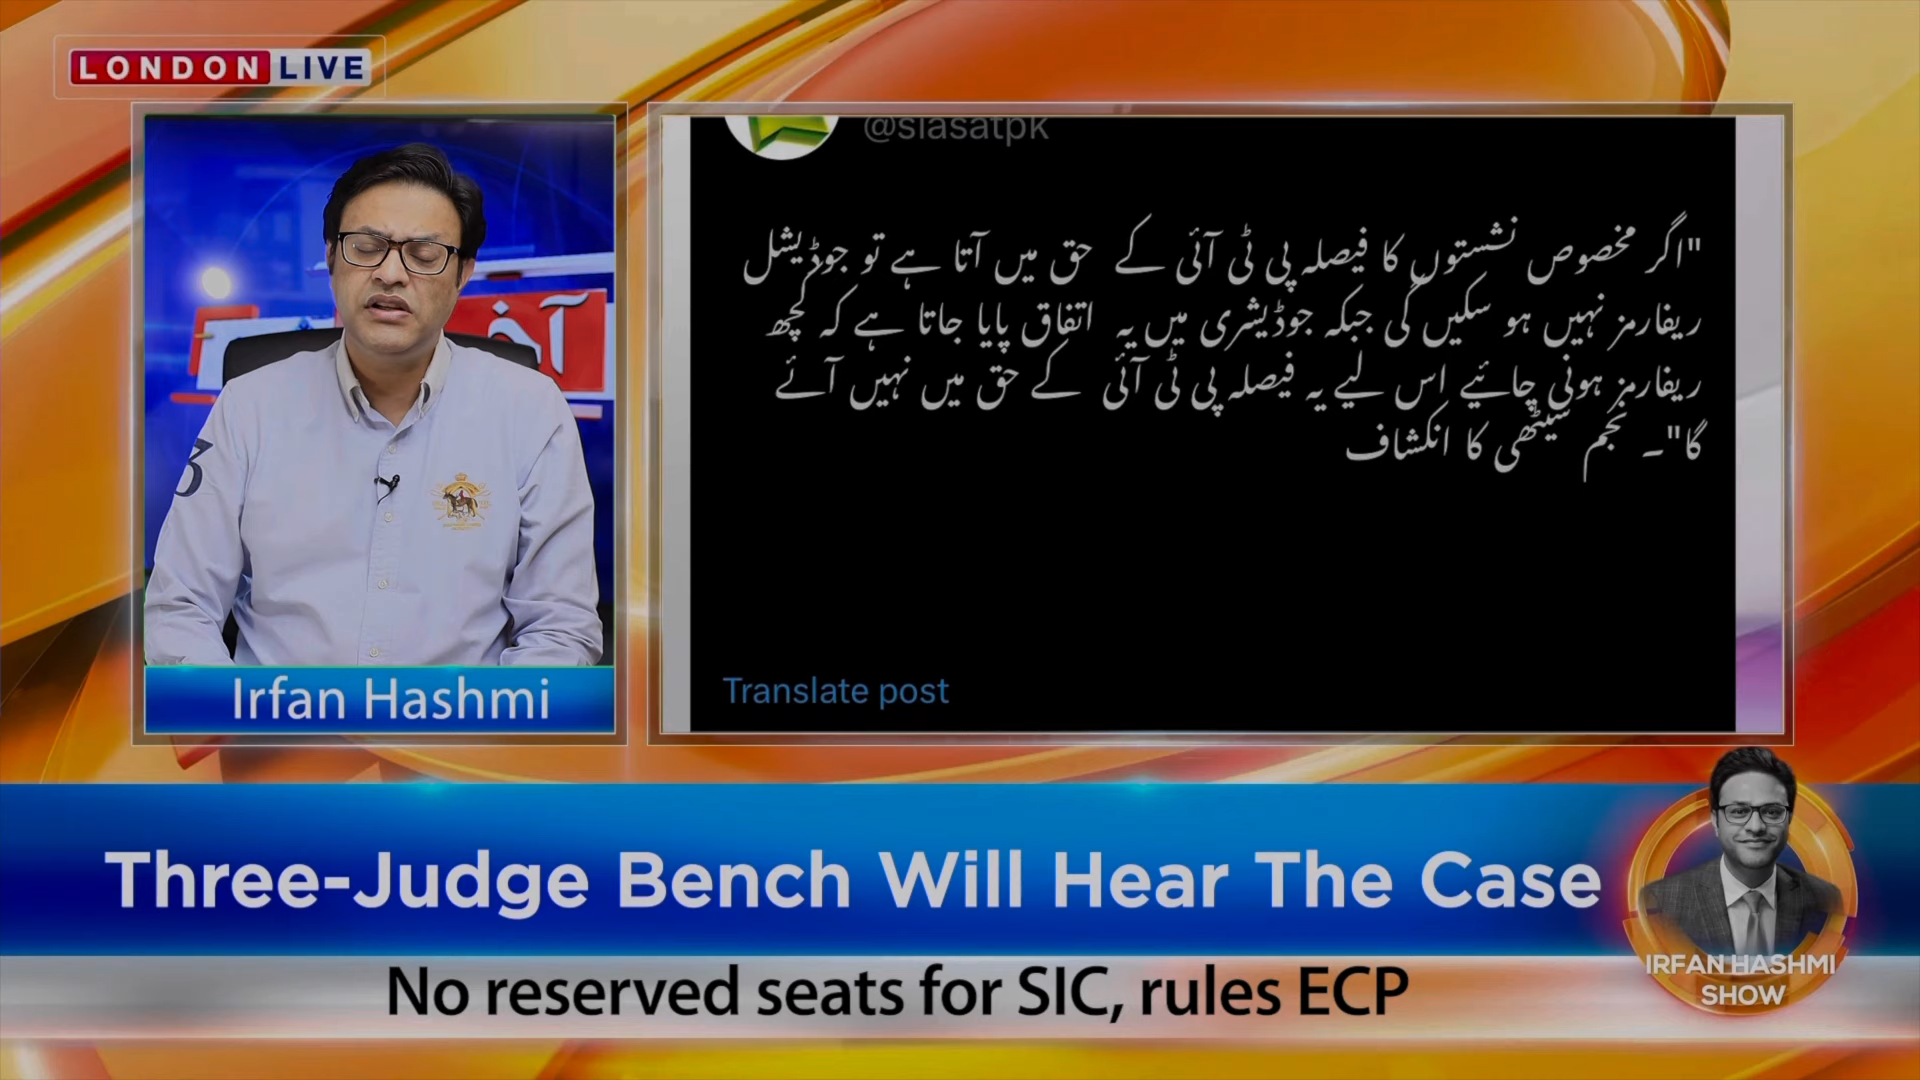 LONDON LIVE
@siasatpk
"اگر مخصوص نشستوں کا فیصلہ پی ٹی آئی کے حق میں آتا ہے تو جوڈیشل
ریفارمز نہیں ہو سکیں گی جبکہ جوڈیشری میں یہ اتفاق پایا جاتا ہے کہ کچھ
ریفارمز ہونی چائیے اس لیے یہ فیصلہ پی ٹی آئی کے حق میں نہیں آئے
گا"۔ نجم سیٹھی کا انکشاف
Translate post
Irfan Hashmi
Three-Judge Bench Will Hear The Case
No reserved seats for SIC, rules ECP
IRFAN HASHMI
SHOW
3